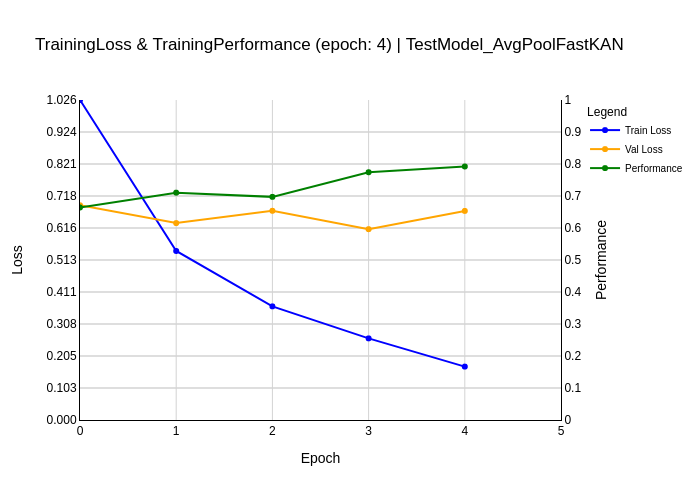 TrainingLoss & TrainingPerformance (epoch: 4) | TestModel_AvgPoolFastKAN
Legend
Train Loss
Val Loss
Performance
1.026
0.924
0.821
0.718
0.616
0.513
0.411
0.308
0.205
0.103
0.000
Loss
1
0.9
0.8
0.7
0.6
0.5
0.4
0.3
0.2
0.1
0
Performance
0 1 2 3 4 5
Epoch